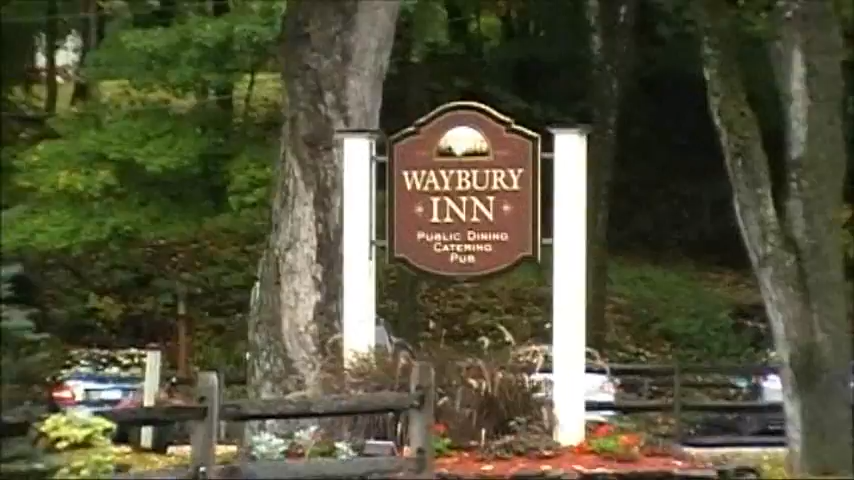 WAYBURY
INN
PUBLIC DINING
CATERING
PUB